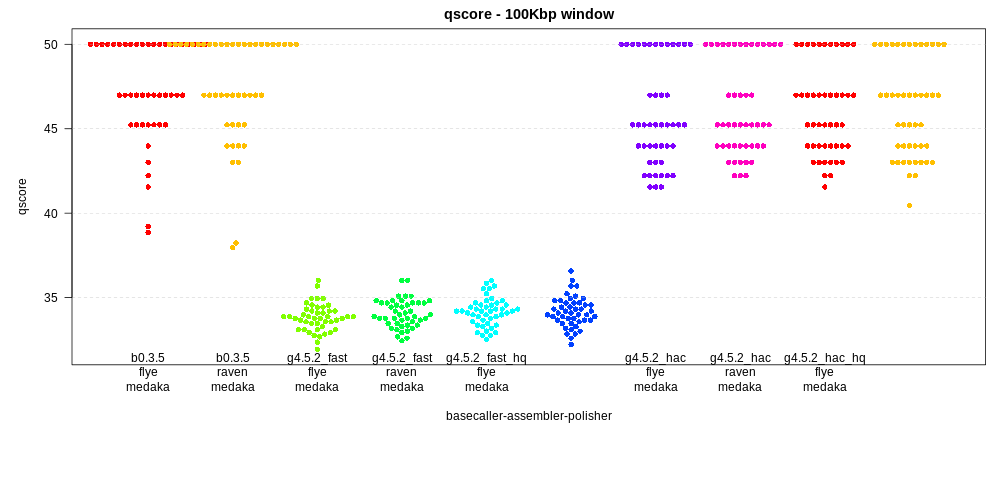 qscore - 100Kbp window
50
45
40
35
qscore
b0.3.5 b0.3.5 g4.5.2_fast g4.5.2_fast g4.5.2_fast_hq g4.5.2_hac g4.5.2_hac g4.5.2_hac_hq
flye raven flye raven flye flye raven flye
medaka medaka medaka medaka medaka medaka medaka medaka
basecaller-assembler-polisher